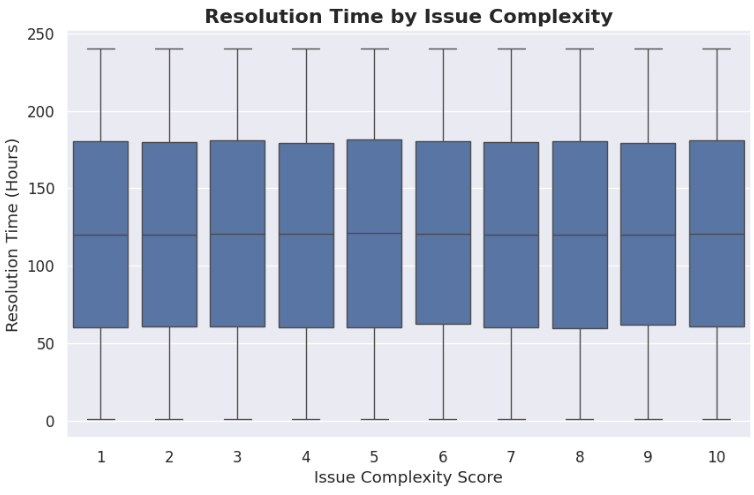 Resolution Time by Issue Complexity
250
200
150
100
50
0
Resolution Time (Hours)
1 2 3 4 5 6 7 8 9 10
Issue Complexity Score